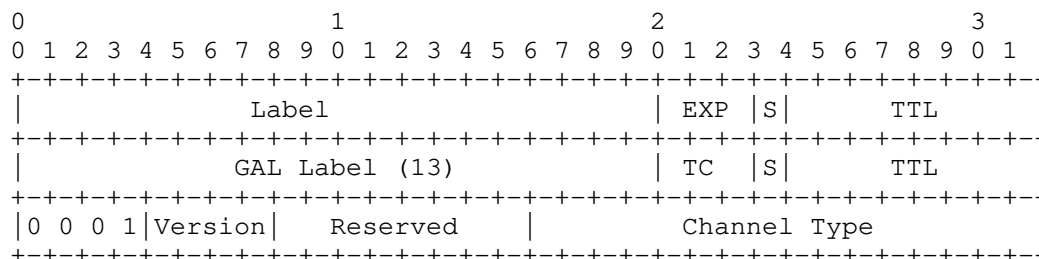 0                   1                   2                   3
0 1 2 3 4 5 6 7 8 9 0 1 2 3 4 5 6 7 8 9 0 1 2 3 4 5 6 7 8 9 0 1
+-+-+-+-+-+-+-+-+-+-+-+-+-+-+-+-+-+-+-+-+-+-+-+-+-+-+-+-+-+-+-+-
|              Label                    | EXP |S|      TTL
+-+-+-+-+-+-+-+-+-+-+-+-+-+-+-+-+-+-+-+-+-+-+-+-+-+-+-+-+-+-+-+-
|             GAL Label (13)            | TC  |S|      TTL
+-+-+-+-+-+-+-+-+-+-+-+-+-+-+-+-+-+-+-+-+-+-+-+-+-+-+-+-+-+-+-+-
|0 0 0 1|Version|   Reserved    |         Channel Type
+-+-+-+-+-+-+-+-+-+-+-+-+-+-+-+-+-+-+-+-+-+-+-+-+-+-+-+-+-+-+-+-